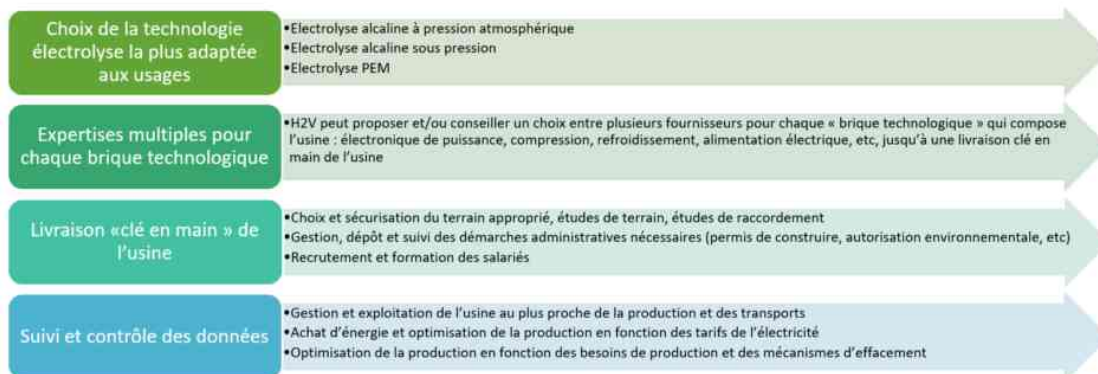 Choix de la technologie
électrolyse la plus adaptée
aux usages
•Electrolyse alcaline à pression atmosphérique
•Electrolyse alcaline sous pression
•Electrolyse PEM
Expertises multiples pour
chaque brique technologique
•H2V peut proposer et/ou conseiller un choix entre plusieurs fournisseurs pour chaque « brique technologique » qui compose
l'usine : électronique de puissance, compression, refroidissement, alimentation électrique, etc, jusqu'à une livraison clé en
main de l'usine
Livraison «clé en main » de
l'usine
•Choix et sécurisation du terrain approprié, études de terrain, études de raccordement
•Gestion, dépôt et suivi des démarches administratives nécessaires (permis de construire, autorisation environnementale, etc)
•Recrutement et formation des salariés
Suivi et contrôle des données
•Gestion et exploitation de l'usine au plus proche de la production et des transports
•Achat d'énergie et optimisation de la production en fonction des tarifs de l'électricité
•Optimisation de la production en fonction des besoins de production et des mécanismes d'effacement